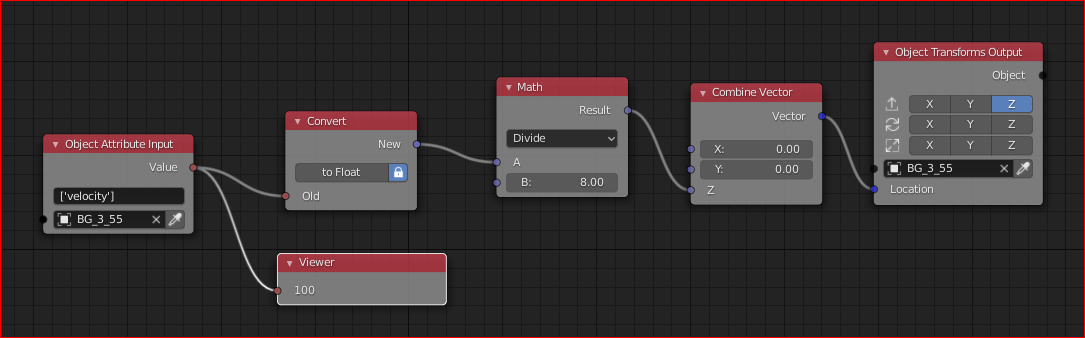 Object Attribute Input
Value
['velocity']
BG_3_55
Convert
New
to Float
Old
Viewer
100
Math
Result
Divide
A
B: 8.00
Combine Vector
Vector
X: 0.00
Y: 0.00
Z
Object Transforms Output
Object
X Y Z
X Y Z
X Y Z
BG_3_55
Location